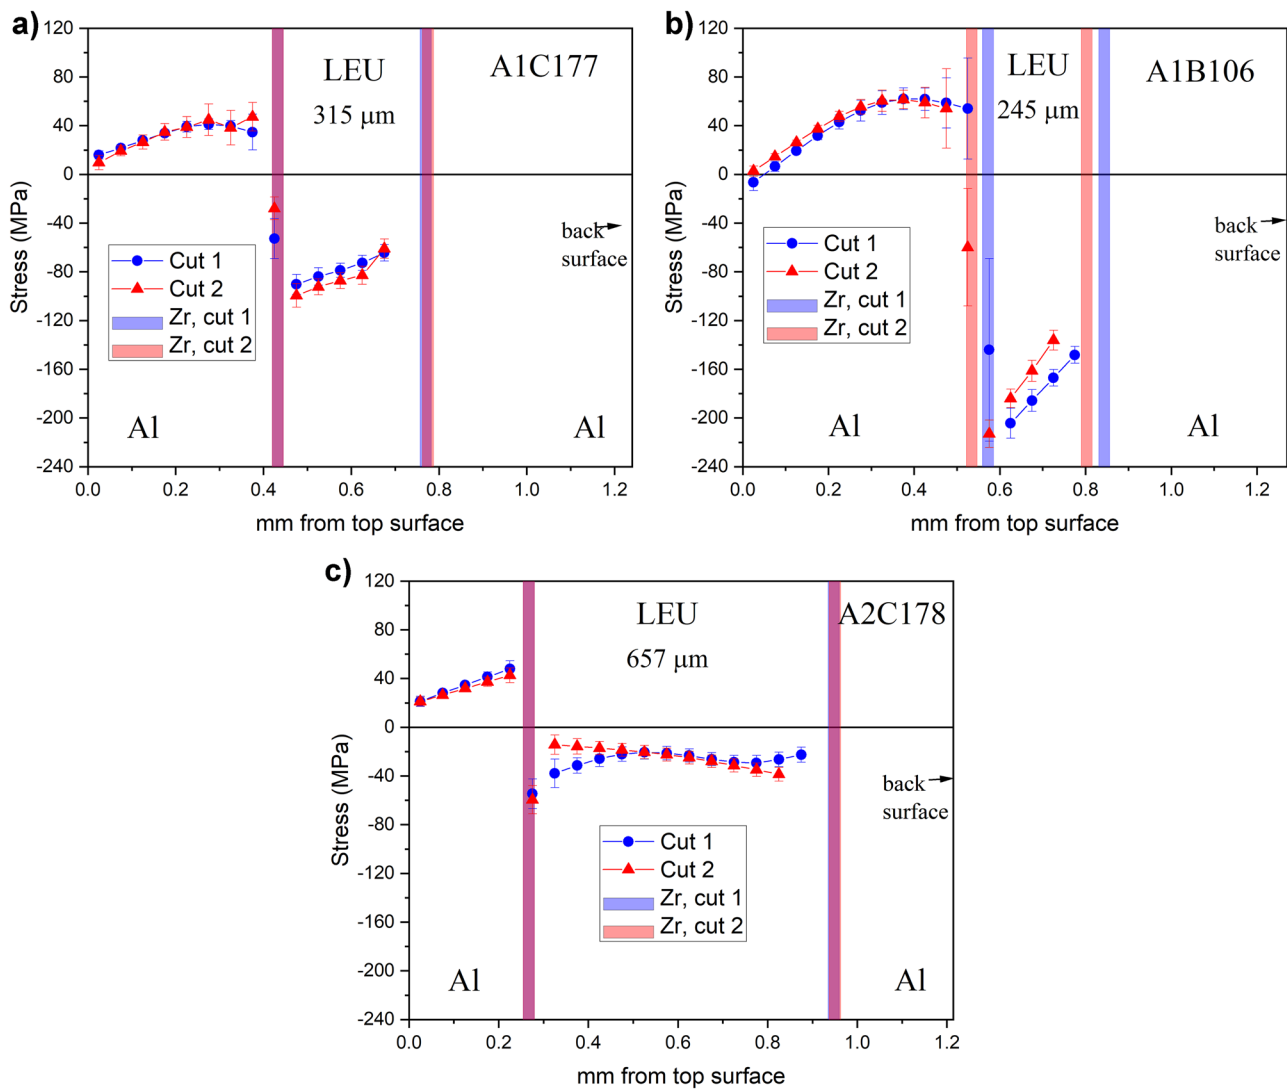 a)
120
80
40
0
-40
-80
-120
-160
-200
-240
Stress (MPa)
LEU
315 μm
A1C177
back
surface
Cut 1
Cut 2
Zr, cut 1
Zr, cut 2
Al
Al
0.0 0.2 0.4 0.6 0.8 1.0 1.2
mm from top surface
b)
120
80
40
0
-40
-80
-120
-160
-200
-240
Stress (MPa)
LEU
245 μm
A1B106
back
surface
Cut 1
Cut 2
Zr, cut 1
Zr, cut 2
Al
Al
0.0 0.2 0.4 0.6 0.8 1.0 1.2
mm from top surface
c)
120
80
40
0
-40
-80
-120
-160
-200
-240
Stress (MPa)
LEU
657 μm
A2C178
back
surface
Cut 1
Cut 2
Zr, cut 1
Zr, cut 2
Al
Al
0.0 0.2 0.4 0.6 0.8 1.0 1.2
mm from top surface